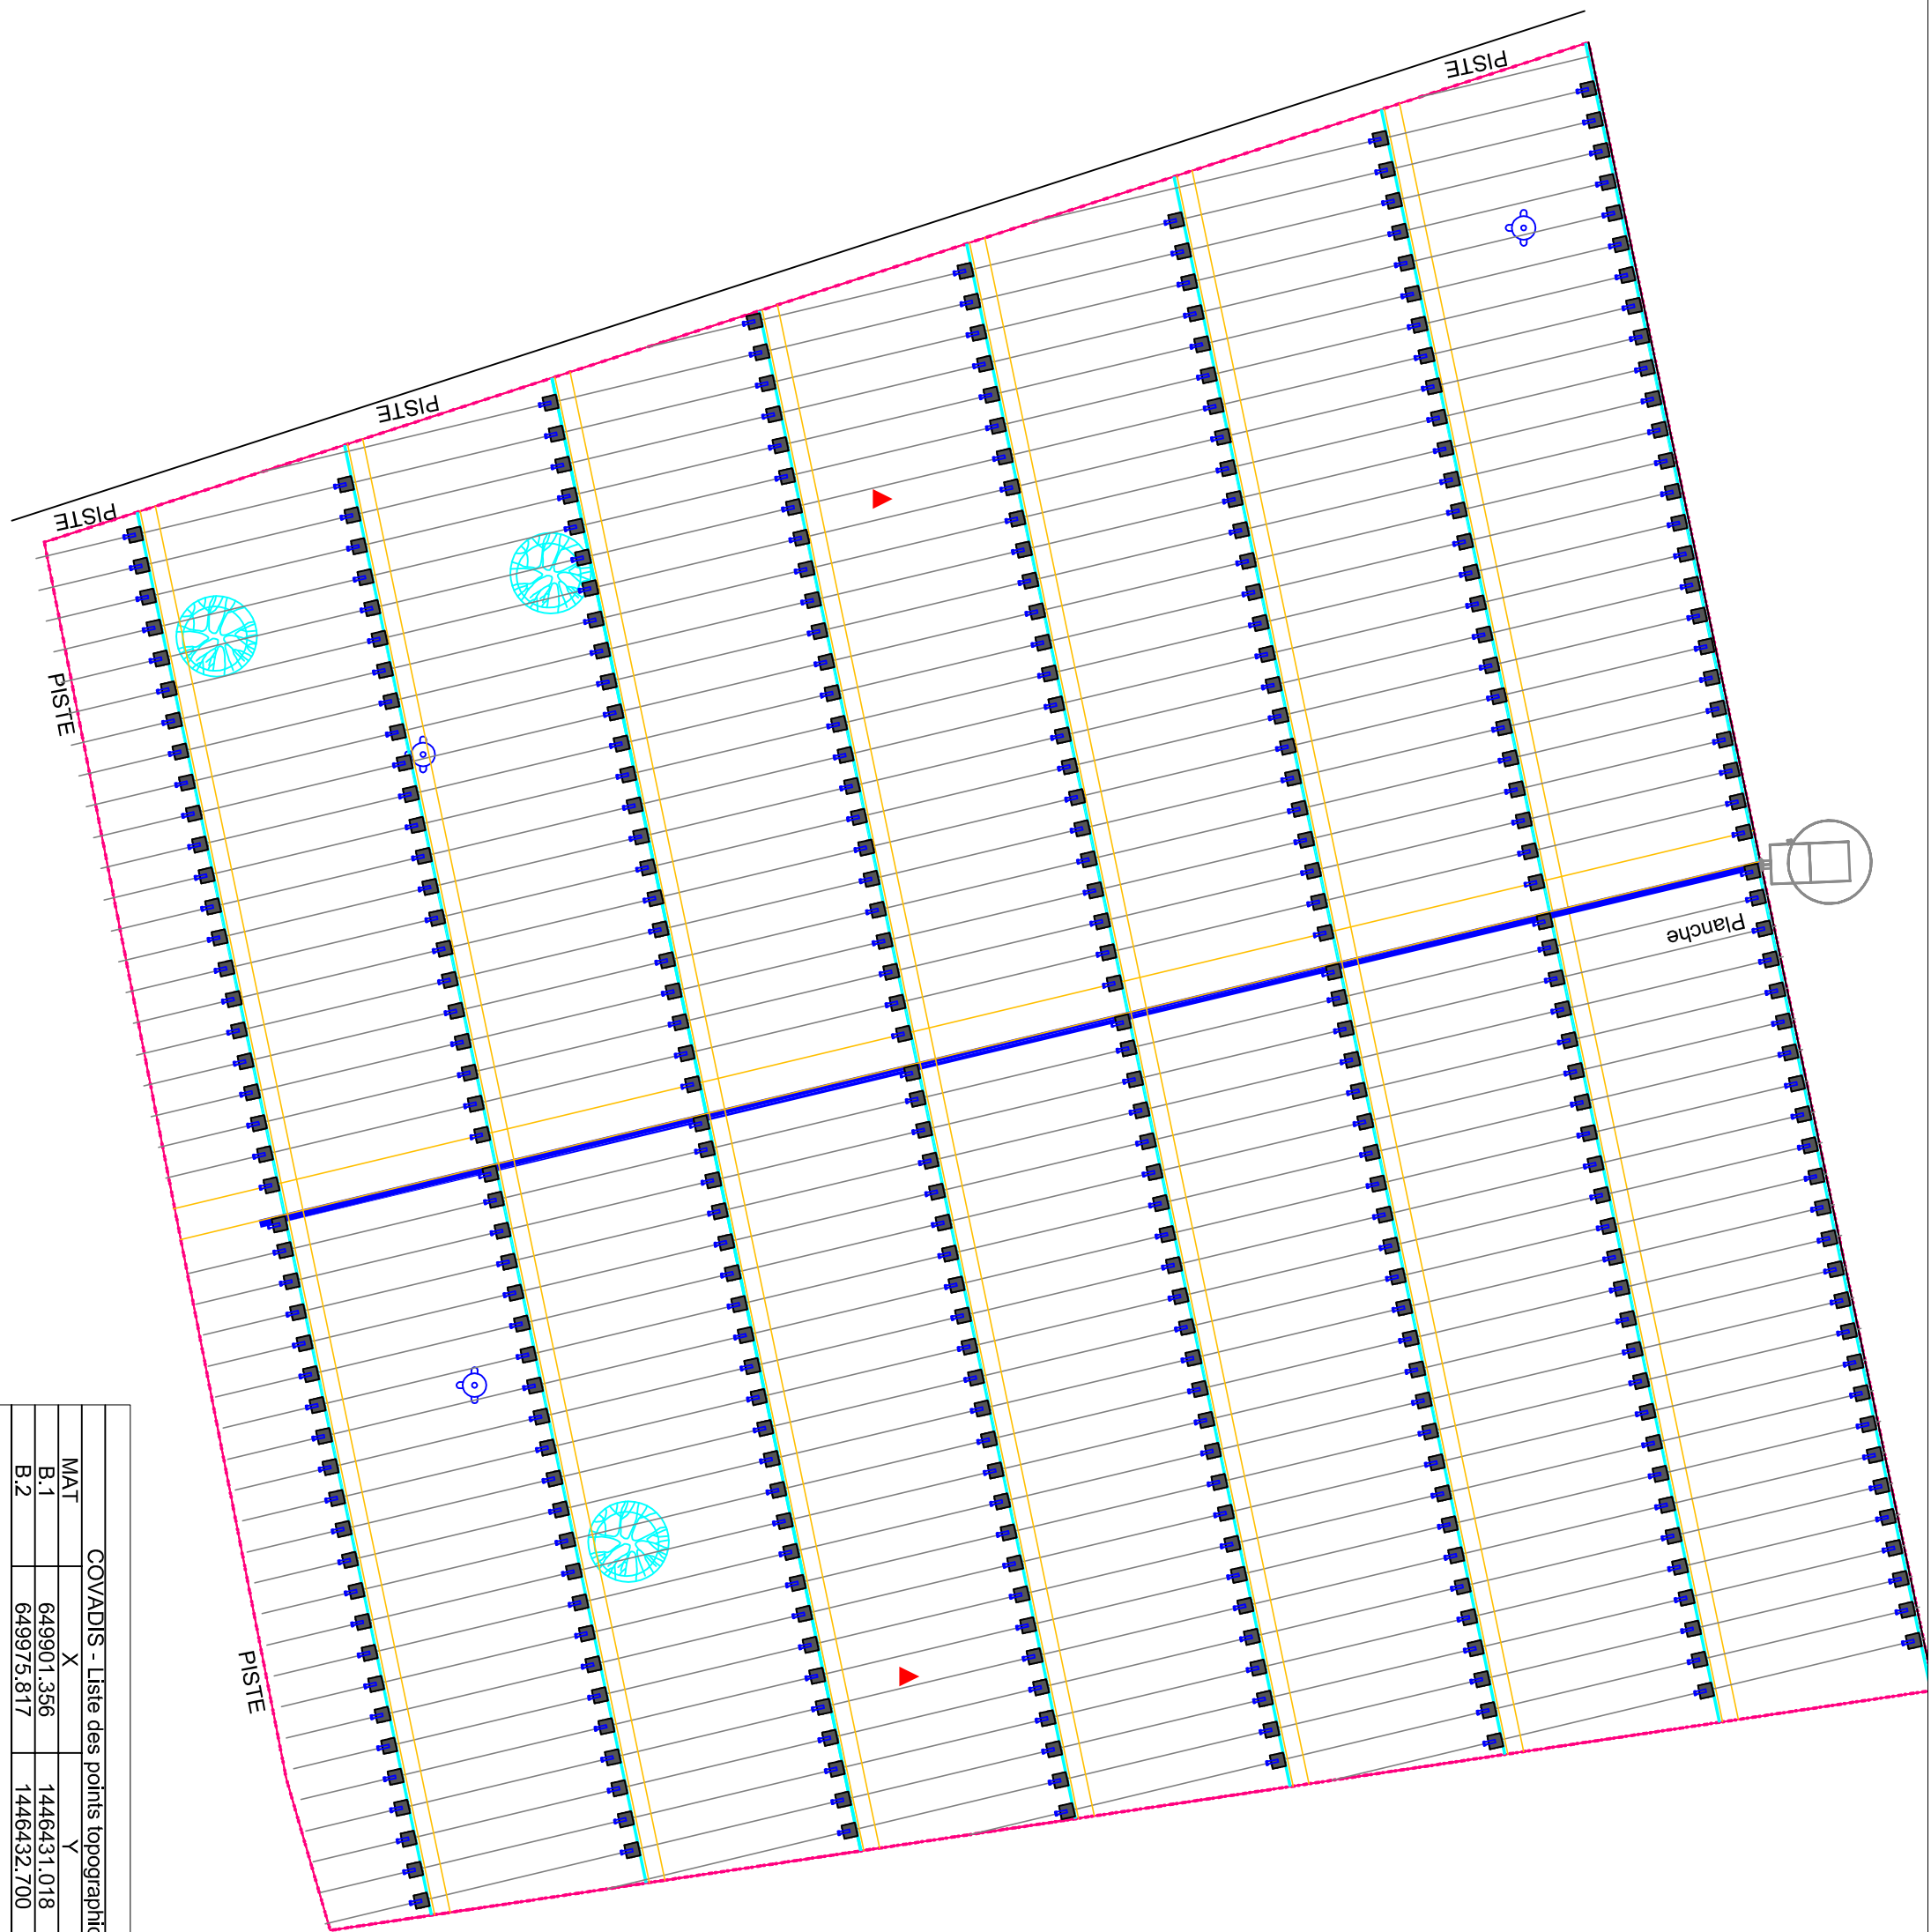 PISTE
PISTE
PISTE
PISTE
Planche
PISTE
COVADIS - Liste des points topographic
MAT X Y
B.1 649901.356 1446431.018
B.2 649975.817 1446432.700